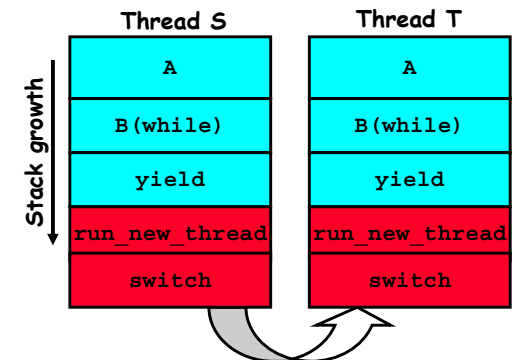 Thread S
Thread T
Stack growth
A
A
B(while)
B(while)
yield
yield
run_new_thread
run_new_thread
switch
switch